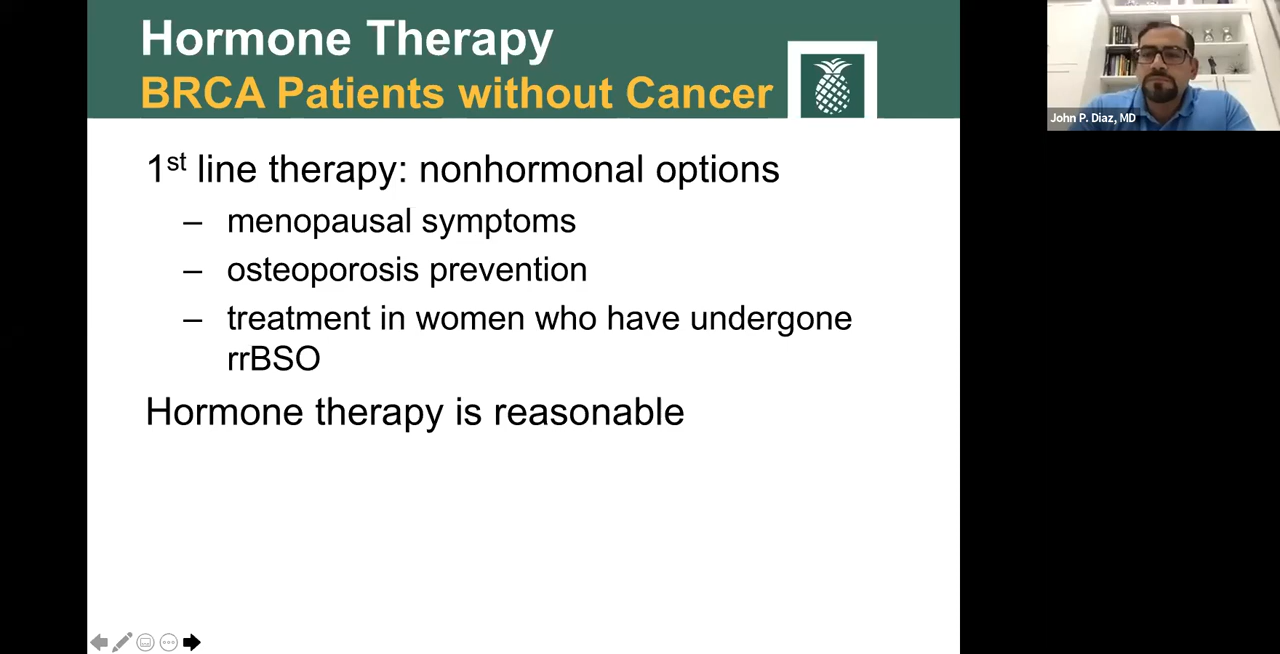 Hormone Therapy
BRCA Patients without Cancer
John P. Diaz, MD
1st line therapy: nonhormonal options
– menopausal symptoms
– osteoporosis prevention
– treatment in women who have undergone
rrBSO
Hormone therapy is reasonable